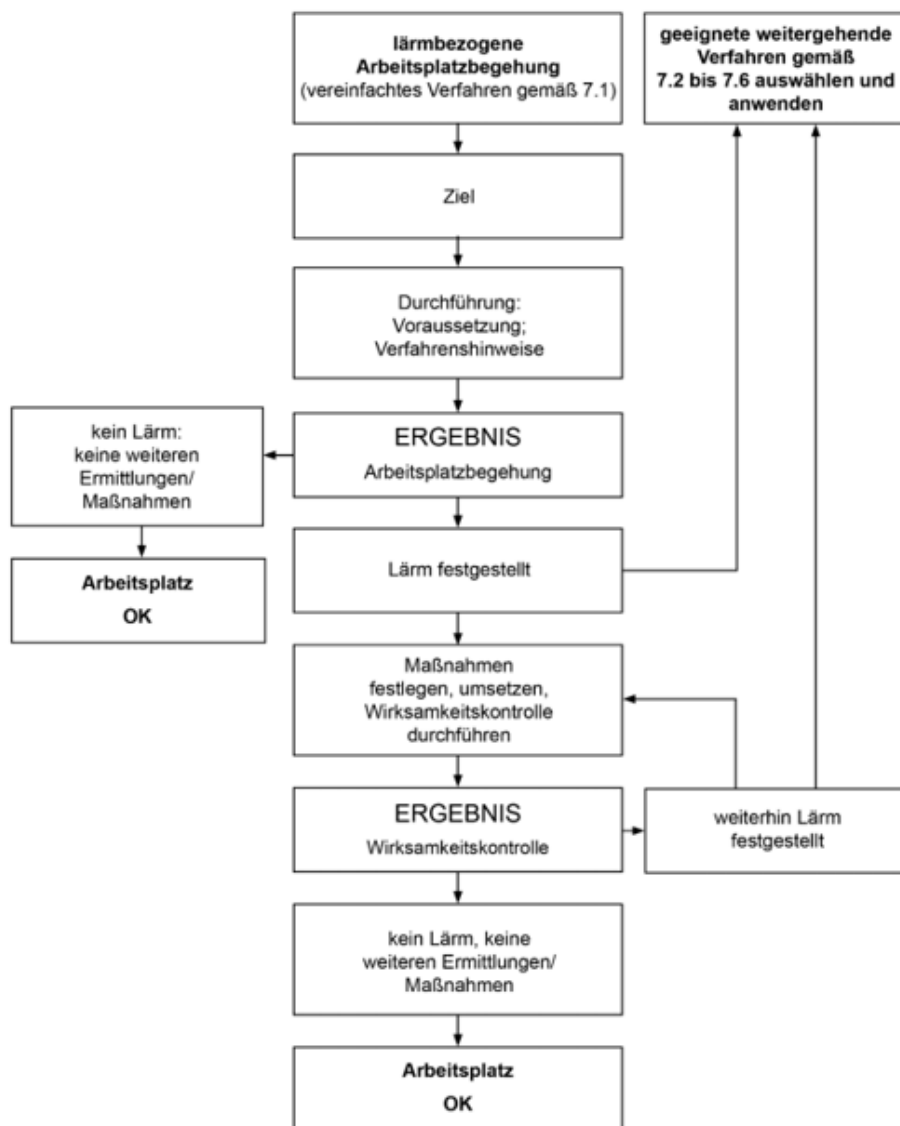 lärmbezogene
Arbeitsplatzbegehung
(vereinfachtes Verfahren gemäß 7.1)
geeignete weitergehende
Verfahren gemäß
7.2 bis 7.6 auswählen und
anwenden
Ziel
Durchführung:
Voraussetzung;
Verfahrenshinweise
ERGEBNIS
Arbeitsplatzbegehung
kein Lärm:
keine weiteren
Ermittlungen/
Maßnahmen
Arbeitsplatz
OK
Lärm festgestellt
Maßnahmen
festlegen, umsetzen,
Wirksamkeitskontrolle
durchführen
ERGEBNIS
Wirksamkeitskontrolle
weiterhin Lärm
festgestellt
kein Lärm, keine
weiteren Ermittlungen/
Maßnahmen
Arbeitsplatz
OK